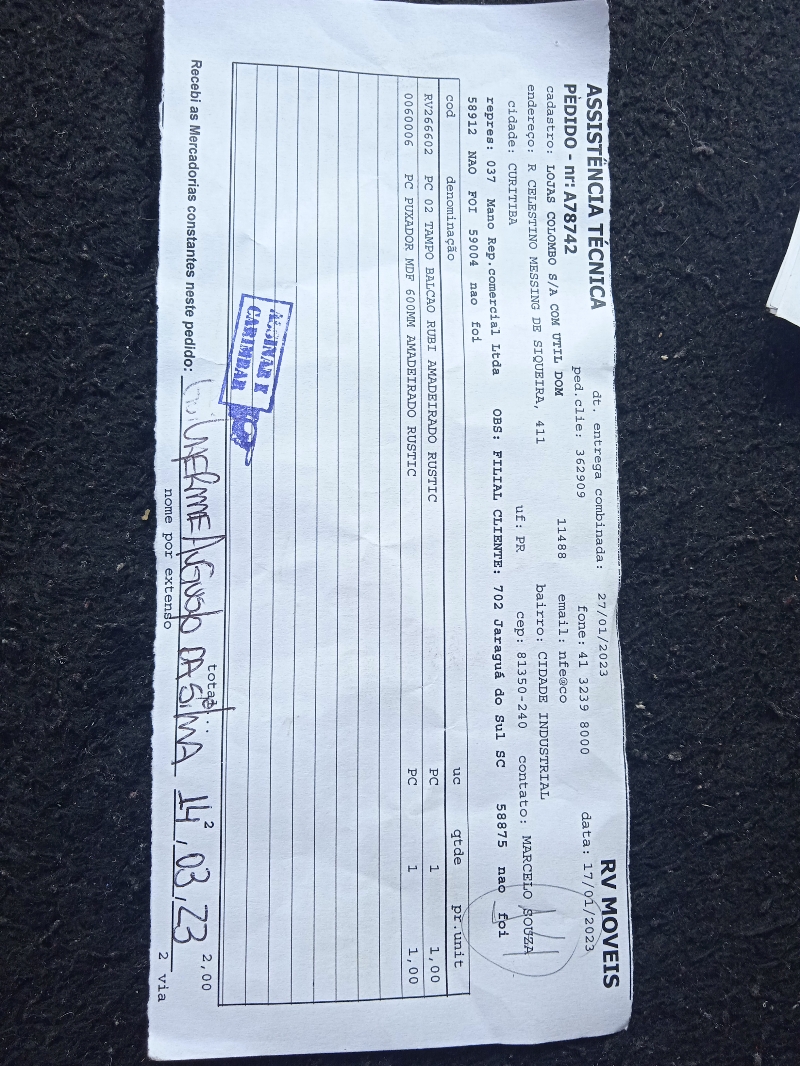 ASSISTÊNCIA TÉCNICA RV MOVEIS
dt. entrega combinada: 27/01/2023
PEDIDO - nr: A78742 ped.clie: 362909 fone: 41 3239 8000 data: 17/01/2023
cadastro: LOJAS COLOMBO S/A COM UTIL DOM 11488 email: nfe@co
endereço: R CELESTINO MESSING DE SIQUEIRA, 411 bairro: CIDADE INDUSTRIAL
cidade: CURITIBA uf: PR cep: 81350-240 contato: MARCELO SOUZA
repres: 037 Mano Rep.comercial Ltda OBS: FILIAL CLIENTE: 702 Jaraguá do Sul SC 58875 nao foi
58912 NAO FOI 59004 nao foi
cod denominação uc qtde pr.unit
RV266602 PC 02 TAMPO BALCAO RUBI AMADEIRADO RUSTIC PC 1 1,00
0060006 PC PUXADOR MDF 600MM AMADEIRADO RUSTIC PC 1 1,00
ASSINAR E
CARIMBAR
total: 2 2,00
Recebi as Mercadorias constantes neste pedido: GUILHERME AUGUSTO DA SILVA 14,03,23
nome por extenso 2 via